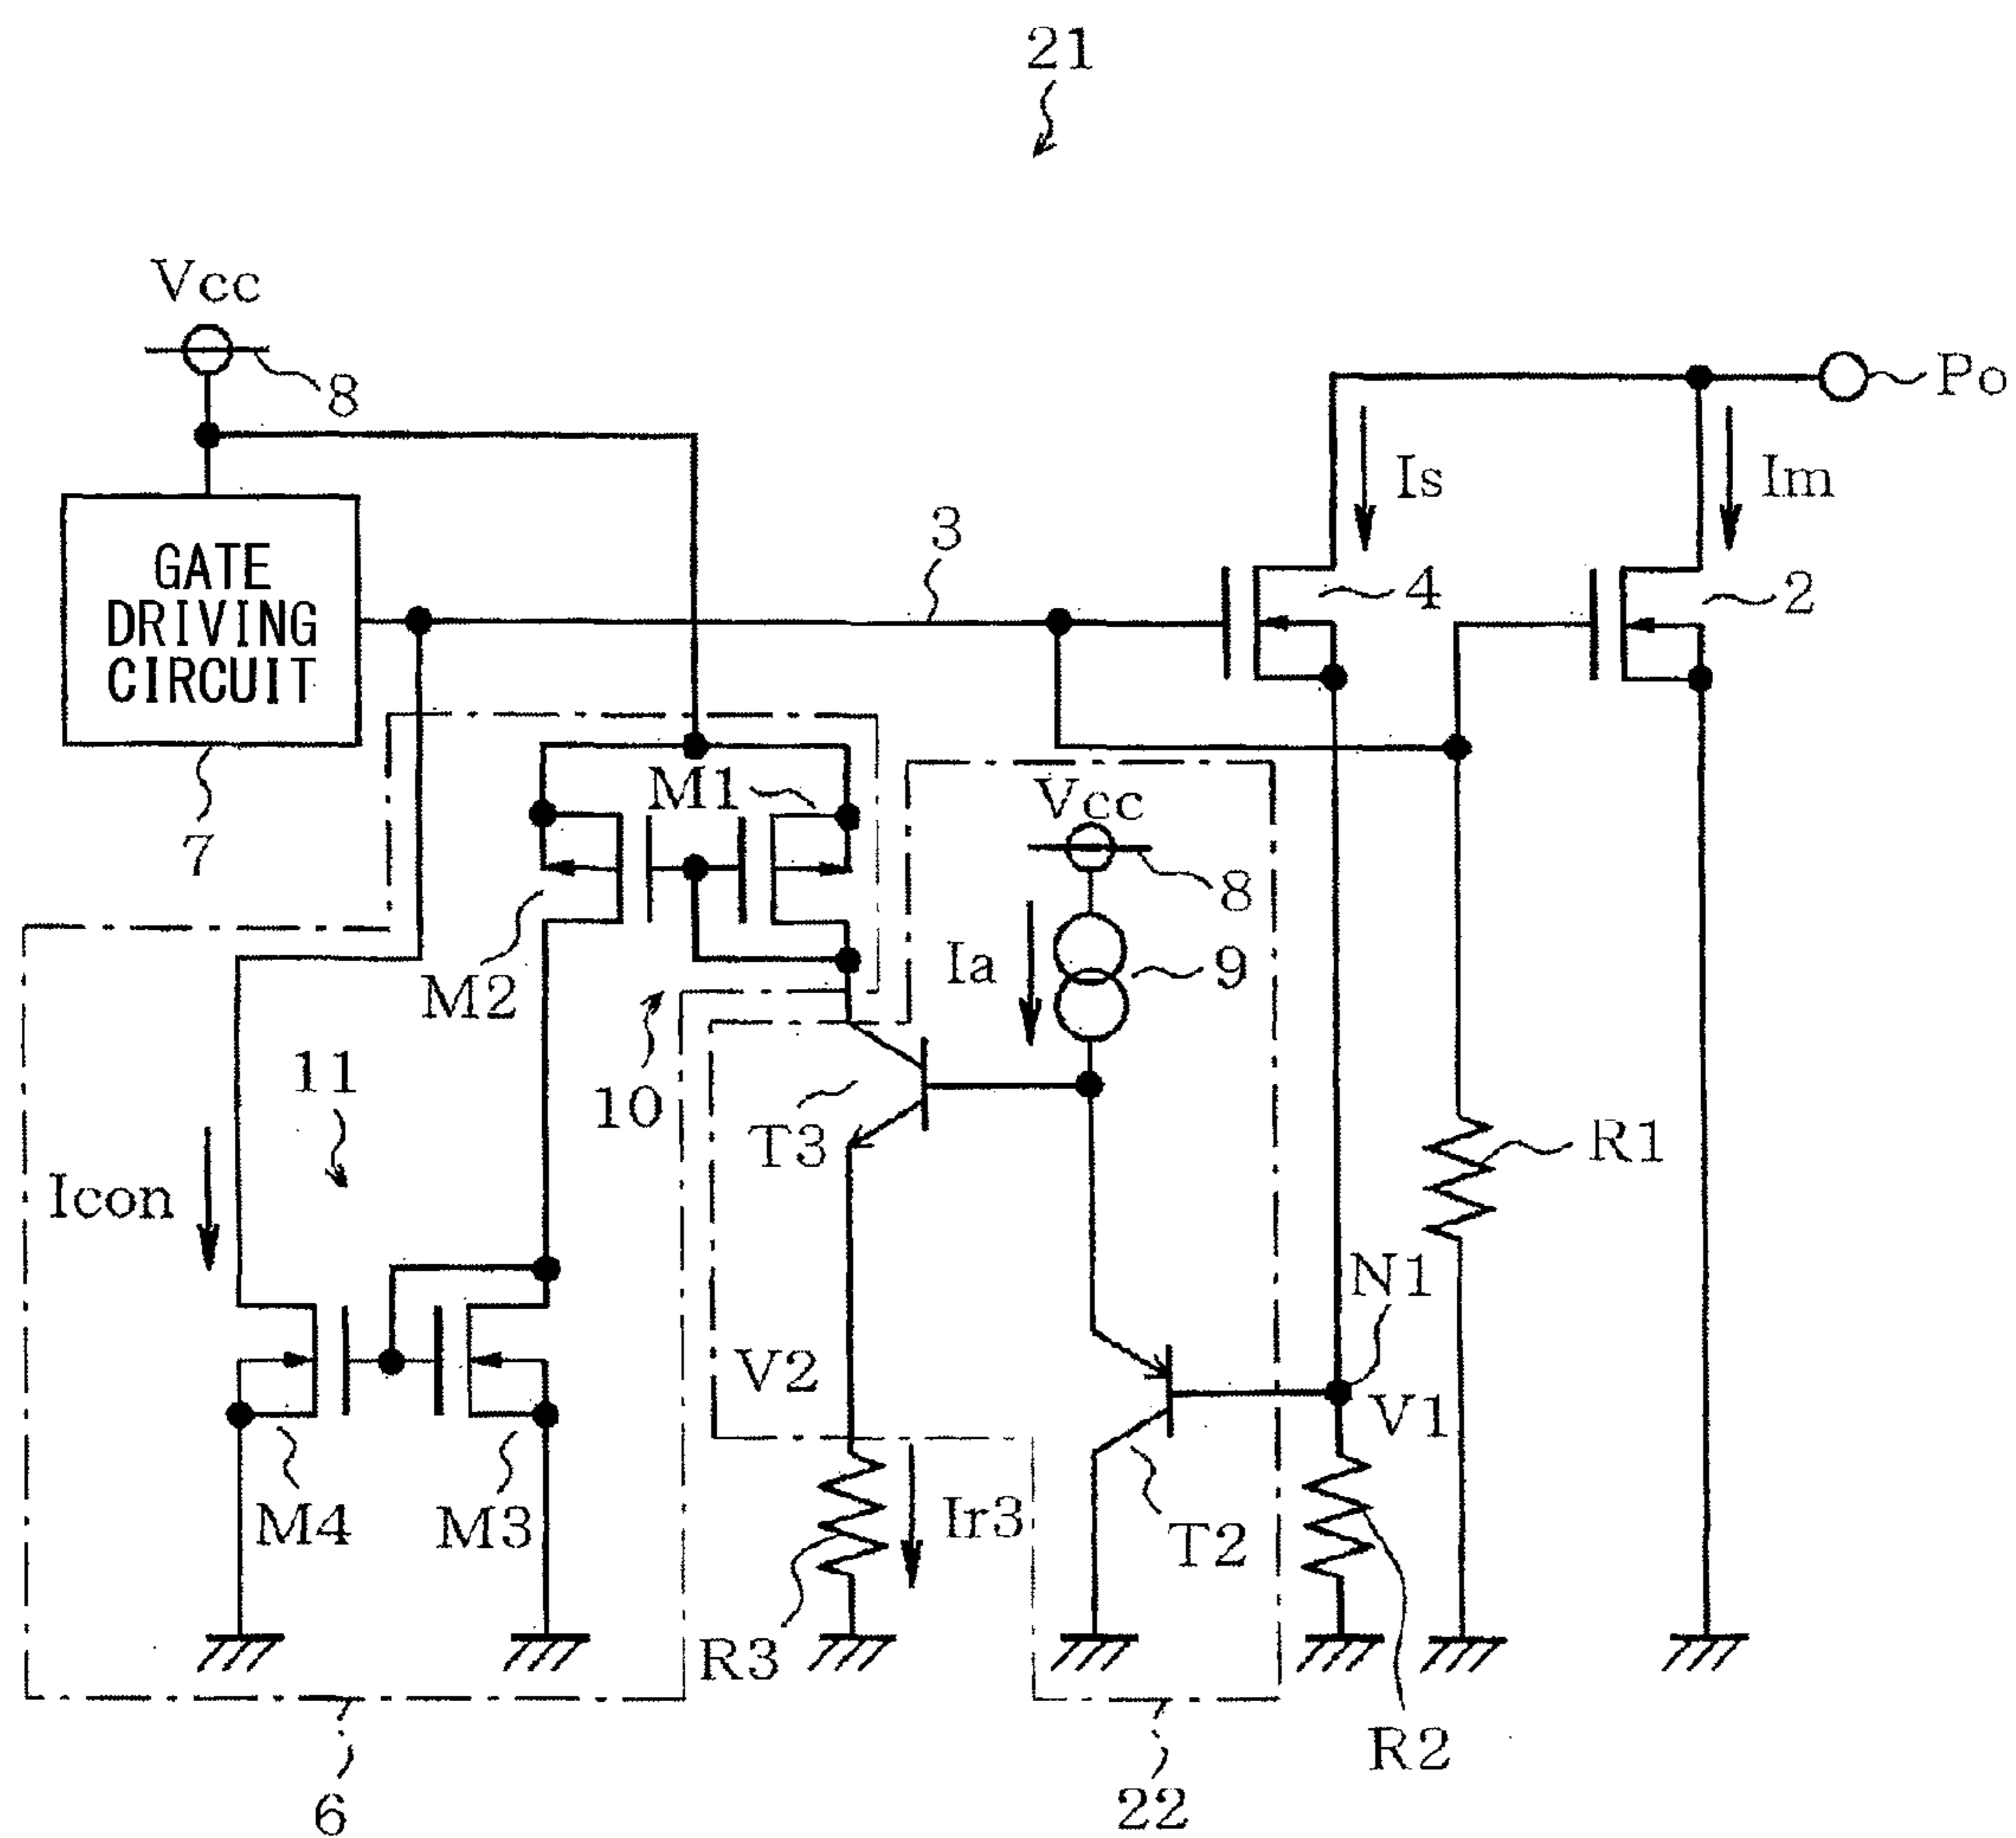 21
Vcc
8
Po
Is
Im
3
GATE
DRIVING
CIRCUIT
4
2
7
M1
Vcc
8
M2
Ia
9
11
10
T3
R1
Icon
N1
V2
V1
M4
M3
Ir3
T2
R3
R2
6
22